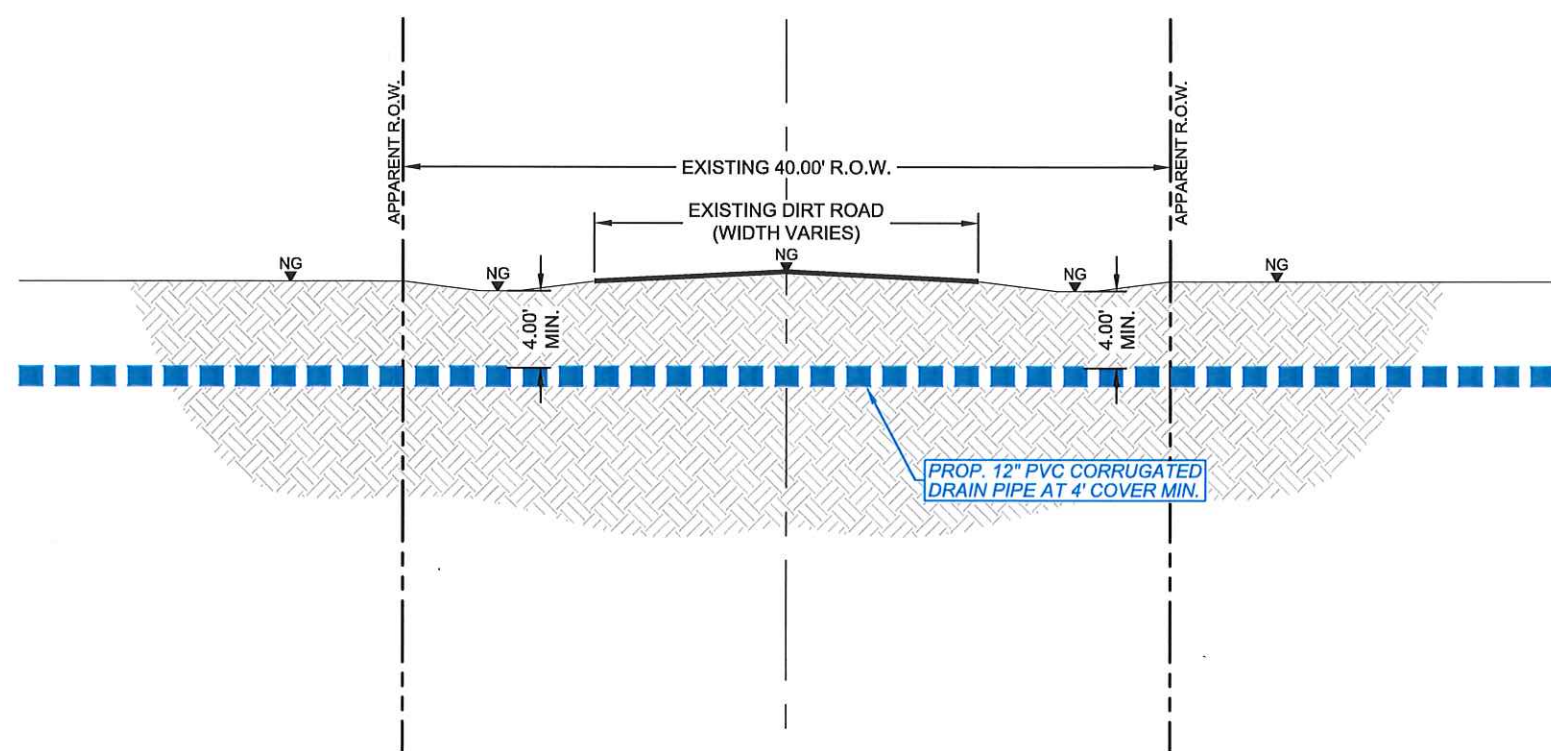 APPARENT R.O.W.
APPARENT R.O.W.
EXISTING 40.00' R.O.W.
EXISTING DIRT ROAD
(WIDTH VARIES)
NG
NG
NG
NG
NG
4.00'
MIN.
4.00'
MIN.
PROP. 12" PVC CORRUGATED
DRAIN PIPE AT 4' COVER MIN.